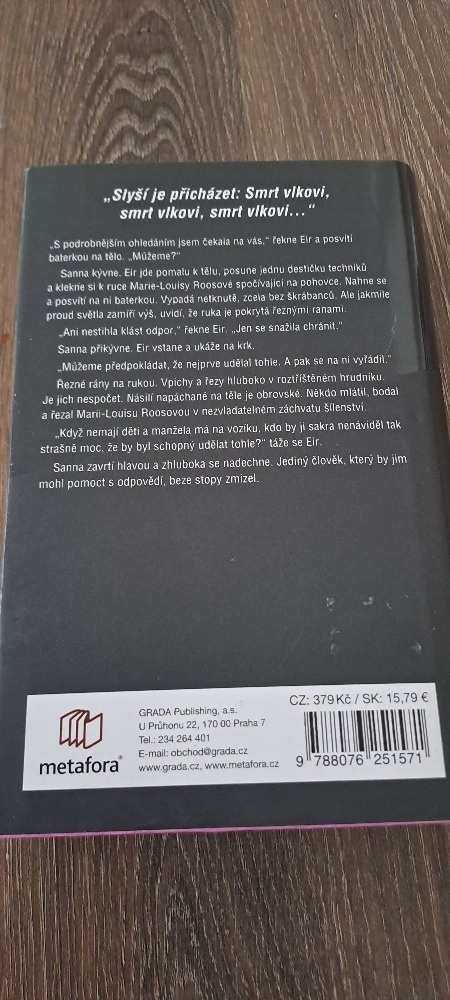 „Slyší je přicházet: Smrt vlkovi,
smrt vlkovi, smrt vlkovi...“
„S podrobnějším ohledáním jsem čekala na vás,“ řekne Eir a posvítí
baterkou na tělo. „Můžeme?“
Sanna kývne. Eir jde pomalu k tělu, posune jednu destičku techniků
a klekne si k ruce Marie-Louisy Roosové spočívající na pohovce. Nahne se
a posvítí na ni baterkou. Vypadá netknutě, zcela bez škrábanců. Ale jakmile
proud světla zamíří výš, uvidí, že ruka je pokrytá řeznými ranami.
„Ani nestihla klást odpor,“ řekne Eir. „Jen se snažila chránit.“
Sanna přikývne. Eir vstane a ukáže na krk.
„Můžeme předpokládat, že nejprve udělal tohle. A pak se na ní vyřádil.“
Řezné rány na rukou. Vpichy a řezy hluboko v roztříštěném hrudníku.
Je jich nespočet. Násilí napáchané na těle je obrovské. Někdo mlátil, bodal
a řezal Marii-Louisu Roosovou v nezvladatelném záchvatu šílenství.
„Když nemají děti a manžela má na vozíku, kdo by ji sakra nenáviděl tak
strašně moc, že by byl schopný udělat tohle?“ táže se Eir.
Sanna zavrtí hlavou a zhluboka se nadechne. Jediný člověk, který by jim
mohl pomoct s odpovědí, beze stopy zmizel.
metafora®
GRADA Publishing, a.s.
U Průhonu 22, 170 00 Praha 7
Tel.: 234 264 401
E-mail: obchod@grada.cz
www.grada.cz, www.metafora.cz
CZ: 379 Kč / SK: 15,79 €
9 788076 251571